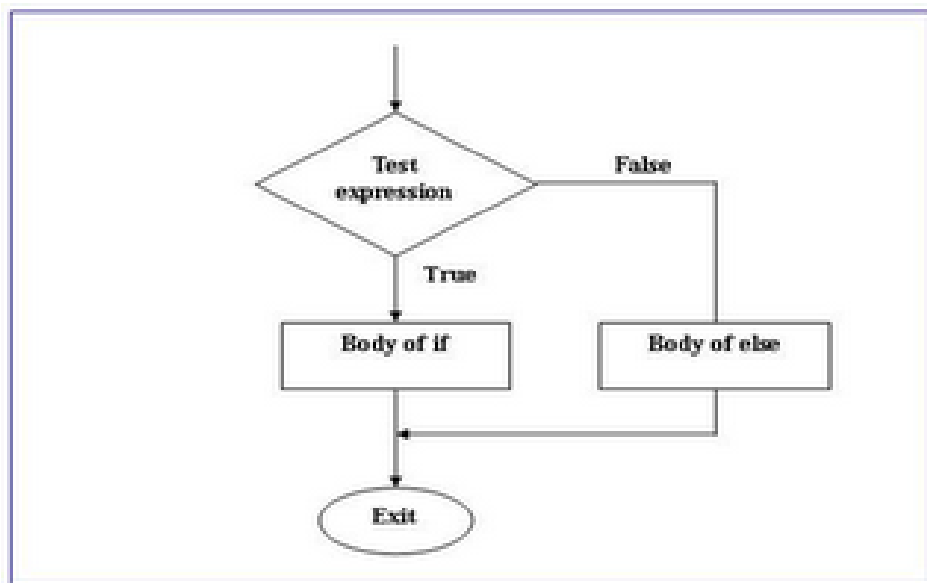 Test
expression
False
True
Body of if
Body of else
Exit